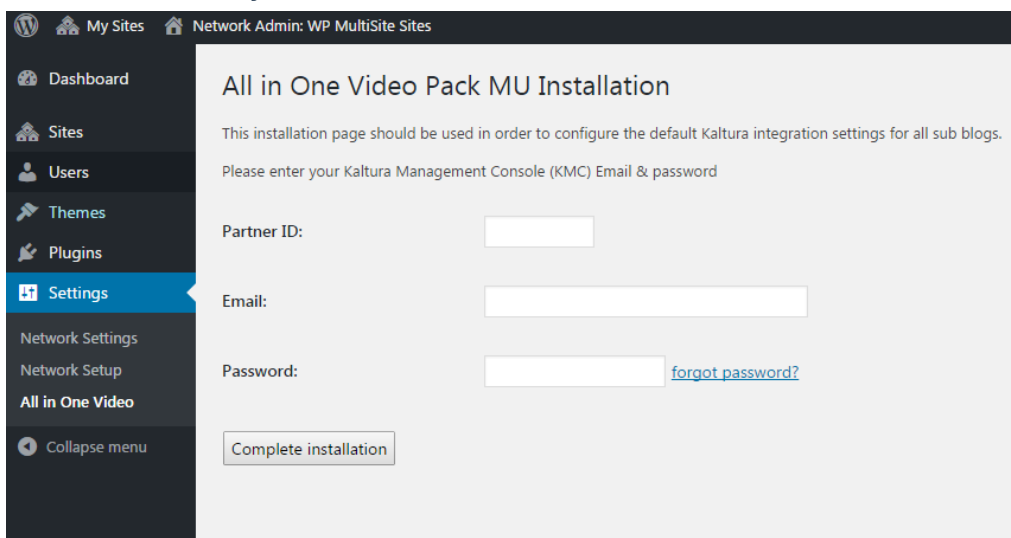 My Sites Network Admin: WP MultiSite Sites
Dashboard
Sites
Users
Themes
Plugins
Settings
Network Settings
Network Setup
All in One Video
Collapse menu
All in One Video Pack MU Installation
This installation page should be used in order to configure the default Kaltura integration settings for all sub blogs.
Please enter your Kaltura Management Console (KMC) Email & password
Partner ID:
Email:
Password: forgot password?
Complete installation